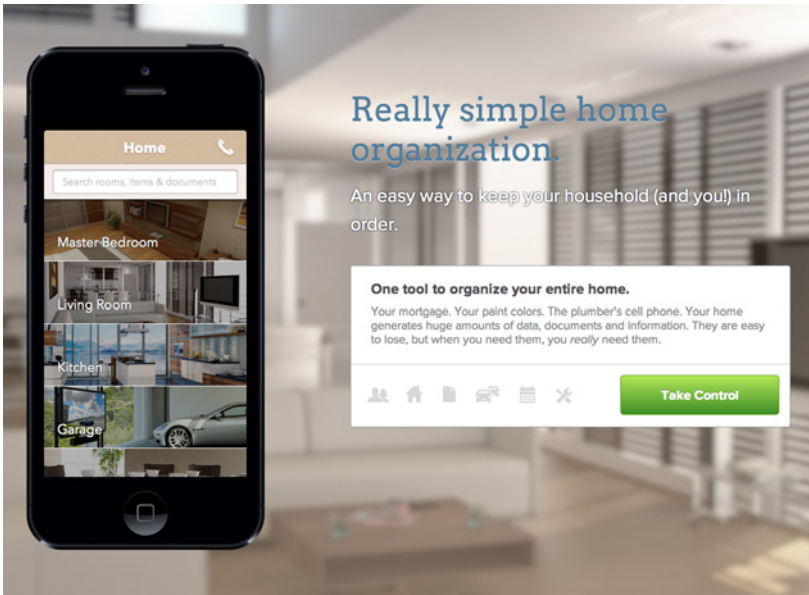 Home
Search rooms, items & documents
Master Bedroom
Living Room
Kitchen
Garage
Really simple home
organization.
An easy way to keep your household (and you!) in
order.
One tool to organize your entire home.
Your mortgage. Your paint colors. The plumber's cell phone. Your home
generates huge amounts of data, documents and information. They are easy
to lose, but when you need them, you really need them.
Take Control